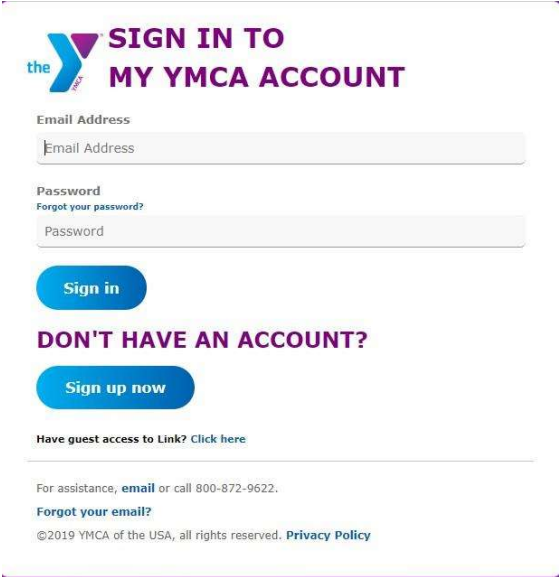 the
YMCA
SIGN IN TO
MY YMCA ACCOUNT
Email Address
Email Address
Password
Forgot your password?
Password
Sign in
DON'T HAVE AN ACCOUNT?
Sign up now
Have guest access to Link? Click here
For assistance, email or call 800-872-9622.
Forgot your email?
©2019 YMCA of the USA, all rights reserved. Privacy Policy